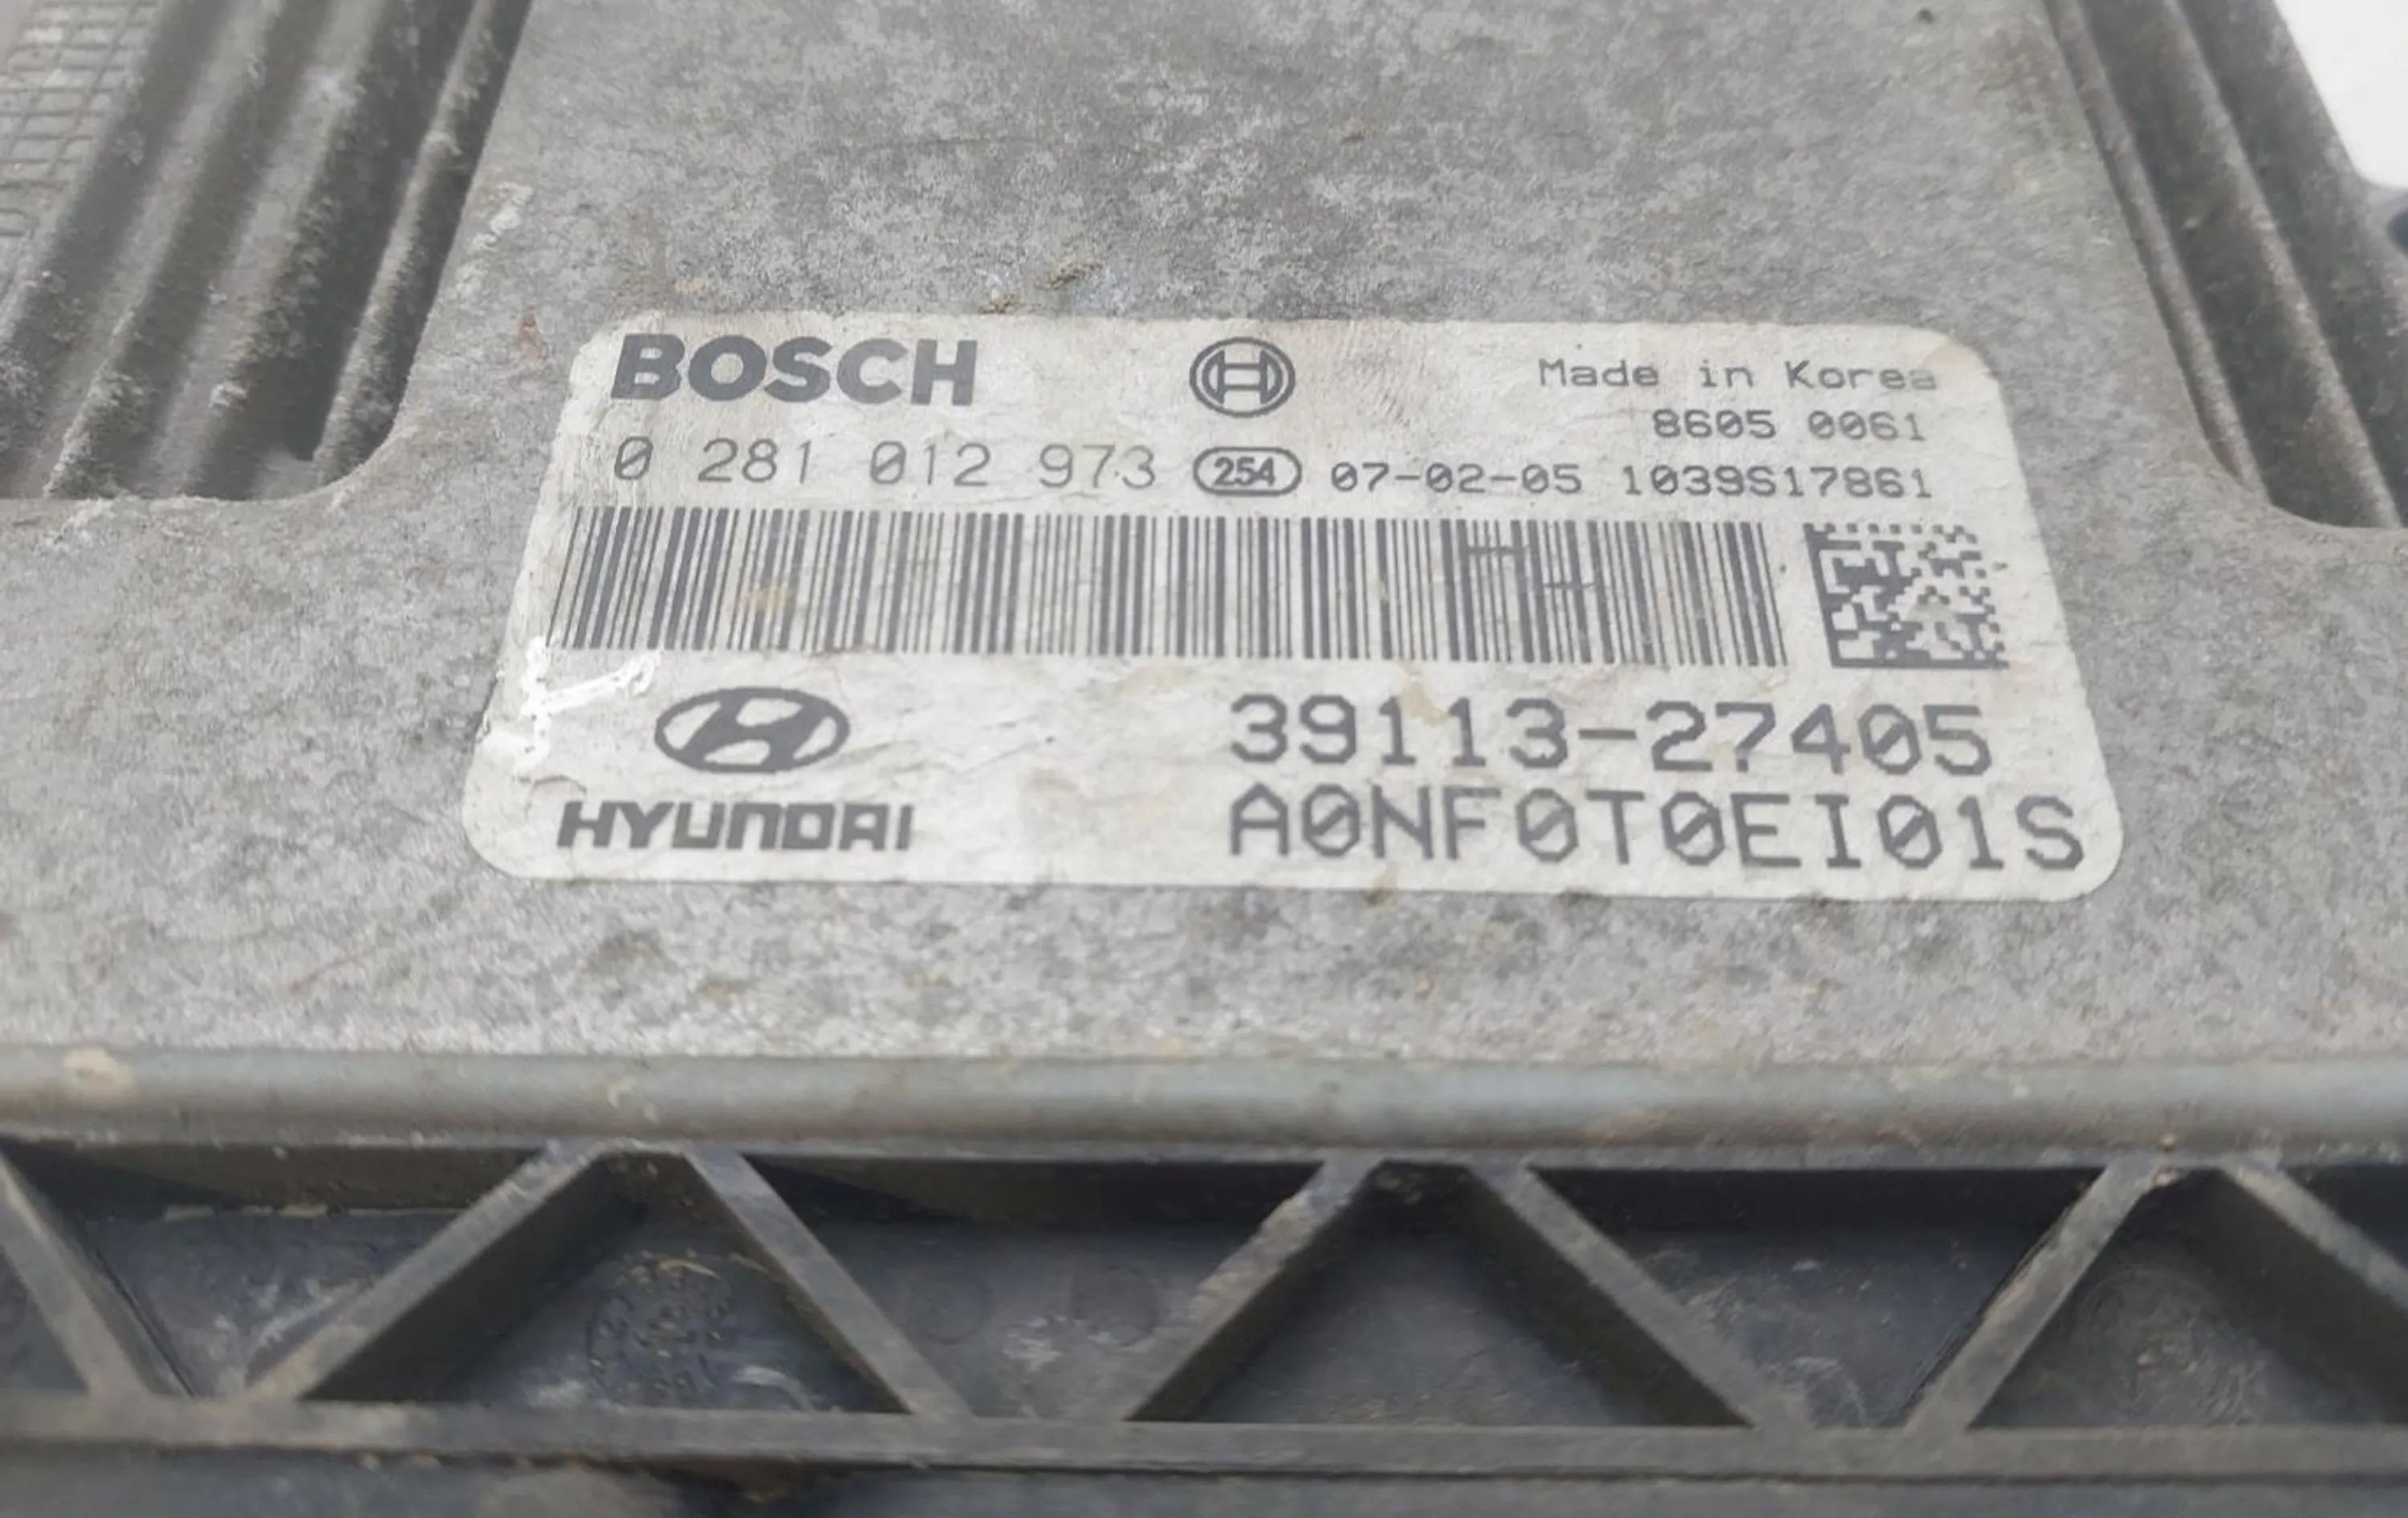 BOSCH
Made in Korea
8605 0061
0 281 012 973 254 07-02-05 1039S17861
39113-27405
HYUNDAI A0NF0T0EI01S